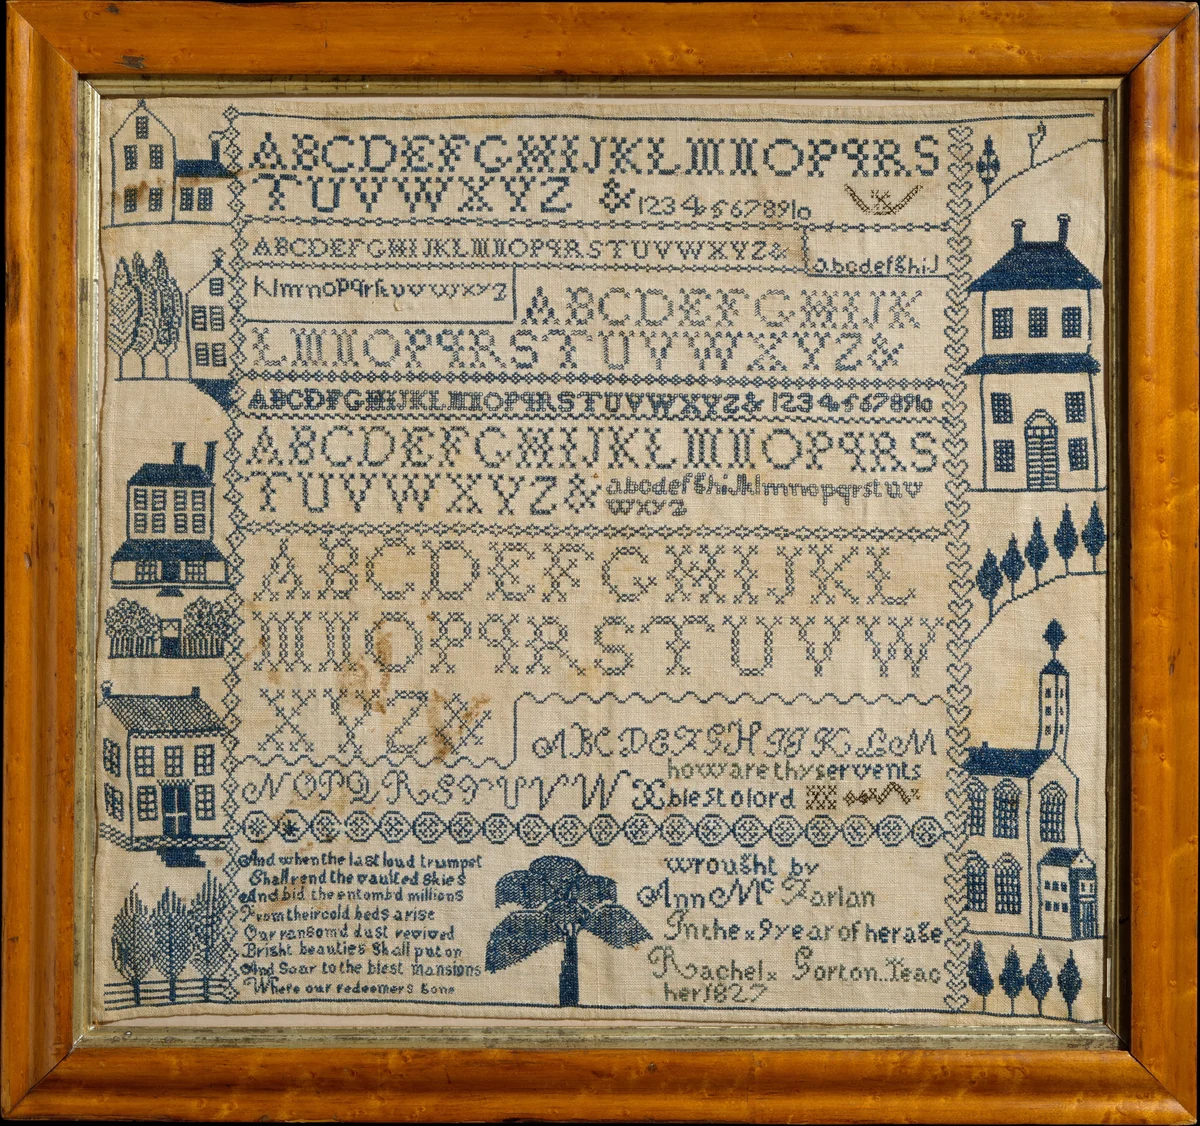 ABCDEFGHIJKLMNOPQRS
TUVWXYZ & 12345678910
ABCDEFGHIJKLMNOPQRSTUVWXYZ& abcdefghiJ
klmnopqrstuvwxyz
ABCDEFGHIJK
LMNOPQRSTUVWXYZ&
ABCDFGHIJKLMNOPQRSTUVWXYZ& 12345678910
ABCDEFGHIJKLMNOPQRS
TUVWXYZ& abcdefghiJklmnopqrstuv
wxyz
ABCDEFGHIJKL
MNOPQRSTUVW
XYZ&
ABCDEFGHIJKLM
how are thy servents
NOPQRSTUVW X blest o lord
And when the last loud trumpet
Shall rend the vaulted skies
And bid the entomb'd millions
From their cold beds arise
Our ransom'd dust revived
Bright beauties Shall put on
And Soar to the blest Mansions
Where our redeemers gone
wrought by
Ann Mc Farlan
In the x 9 year of her age
Rachel x Gorton Teac
her 1827